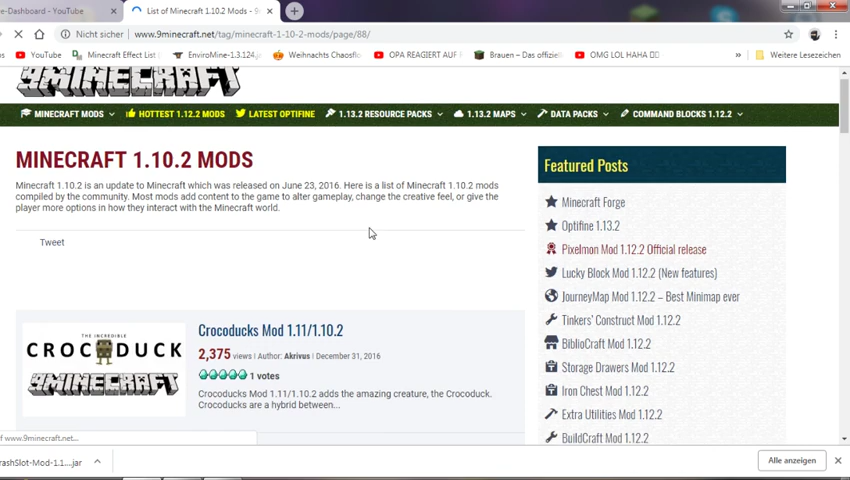 e-Dashboard - YouTube
List of Minecraft 1.10.2 Mods - 9
Nicht sicher
www.9minecraft.net/tag/minecraft-1-10-2-mods/page/88/
YouTube
Minecraft Effect List
EnviroMine-1.3.124.j
Weihnachts Chaosflo
OPA REAGIERT AUF
Brauen – Das offiziel
OMG LOL HAHA
»
Weitere Lesezeichen
9MINECRAFT
MINECRAFT MODS
HOTTEST 1.12.2 MODS
LATEST OPTIFINE
1.13.2 RESOURCE PACKS
1.13.2 MAPS
DATA PACKS
COMMAND BLOCKS 1.12.2
MINECRAFT 1.10.2 MODS
Minecraft 1.10.2 is an update to Minecraft which was released on June 23, 2016. Here is a list of Minecraft 1.10.2 mods
compiled by the community. Most mods add content to the game to alter gameplay, change the creative feel, or give the
player more options in how they interact with the Minecraft world.
Tweet
THE INCREDIBLE
CROCODUCK
9MINECRAFT
Crocoducks Mod 1.11/1.10.2
2,375 views | Author: Akrivus | December 31, 2016
1 votes
Crocoducks Mod 1.11/1.10.2 adds the amazing creature, the Crocoduck.
Crocoducks are a hybrid between...
Featured Posts
Minecraft Forge
Optifine 1.13.2
Pixelmon Mod 1.12.2 Official release
Lucky Block Mod 1.12.2 (New features)
JourneyMap Mod 1.12.2 – Best Minimap ever
Tinkers' Construct Mod 1.12.2
BiblioCraft Mod 1.12.2
Storage Drawers Mod 1.12.2
Iron Chest Mod 1.12.2
Extra Utilities Mod 1.12.2
BuildCraft Mod 1.12.2
f www.9minecraft.net...
rashSlot-Mod-1.1....jar
Alle anzeigen